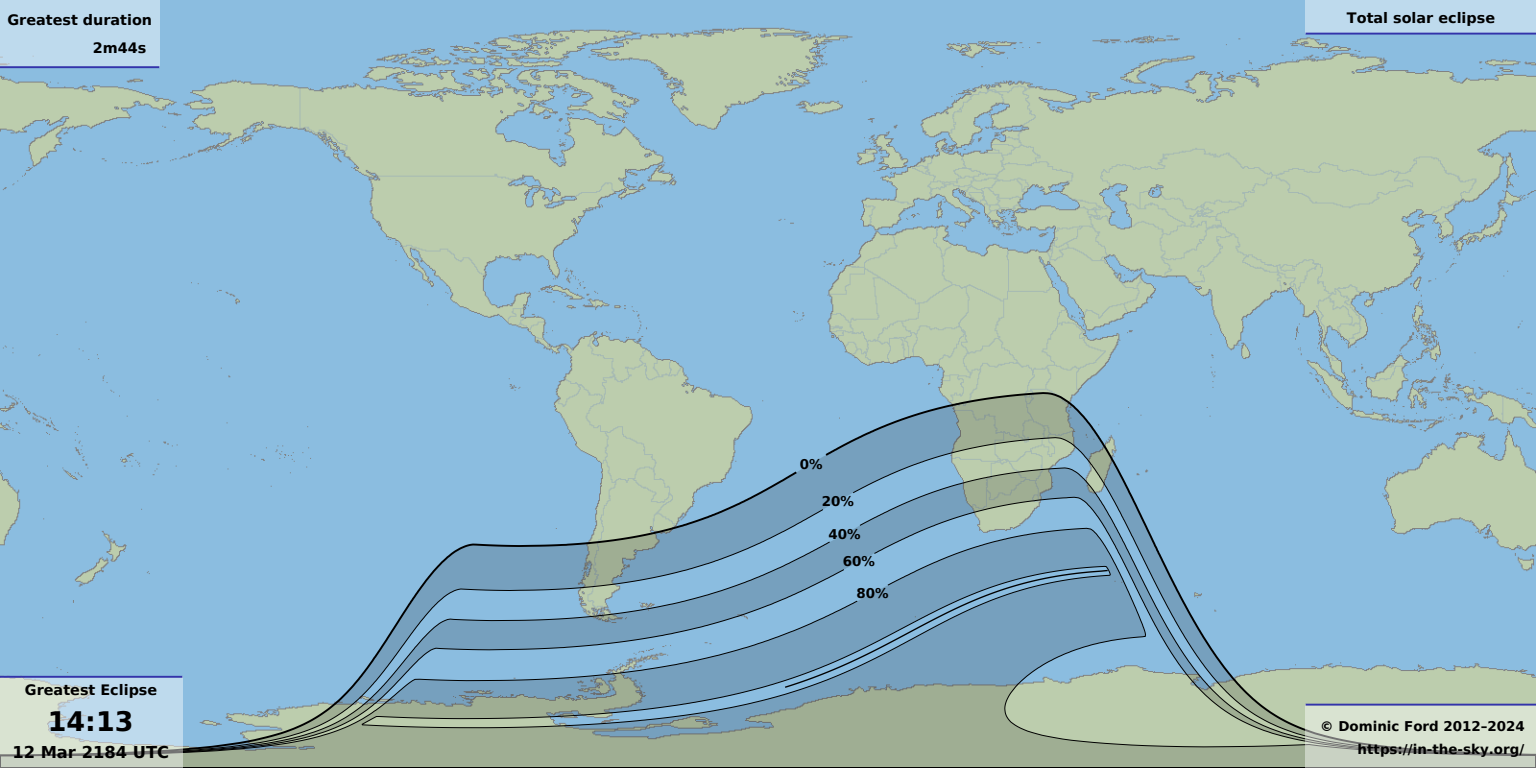 Greatest duration
2m44s
Total solar eclipse
0%
20%
40%
60%
80%
Greatest Eclipse
14:13
12 Mar 2184 UTC
© Dominic Ford 2012–2024
https://in-the-sky.org/